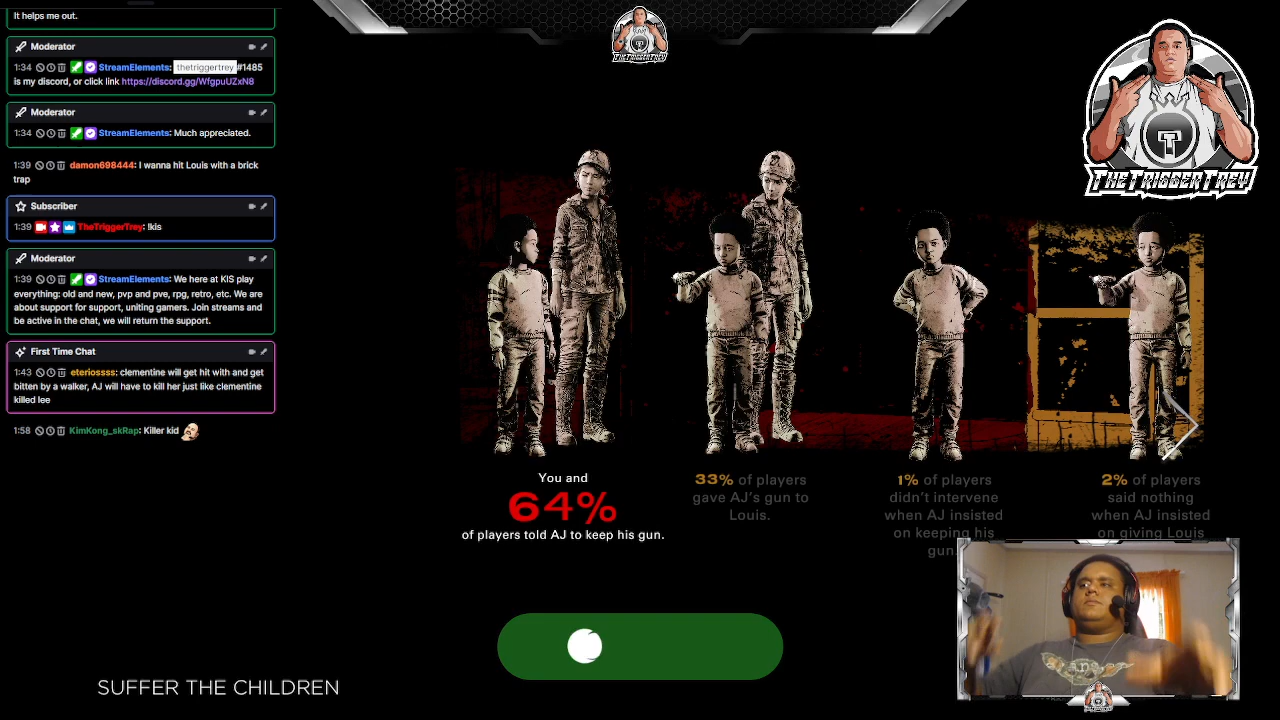 It helps me out.
Moderator
1:34 StreamElements: thetriggertrey #1485
is my discord, or click link https://discord.gg/WfgpuUZxN8
Moderator
1:34 StreamElements: Much appreciated.
1:39 damon698444: I wanna hit Louis with a brick
trap
Subscriber
1:39 TheTriggerTrey: !kis
Moderator
1:39 StreamElements: We here at KIS play
everything: old and new, pvp and pve, rpg, retro, etc. We are
about support for support, uniting gamers. Join streams and
be active in the chat, we will return the support.
First Time Chat
1:43 eteriossss: clementine will get hit with and get
bitten by a walker, AJ will have to kill her just like clementine
killed lee
1:58 KimKong_skRap: Killer kid
THETRIGGERTREY
T
THETRIGGERTREY
You and
64%
of players told AJ to keep his gun.
33% of players
gave AJ's gun to
Louis.
1% of players
didn't intervene
when AJ insisted
on keeping his
gun.
2% of players
said nothing
when AJ insisted
on giving Louis
SUFFER THE CHILDREN